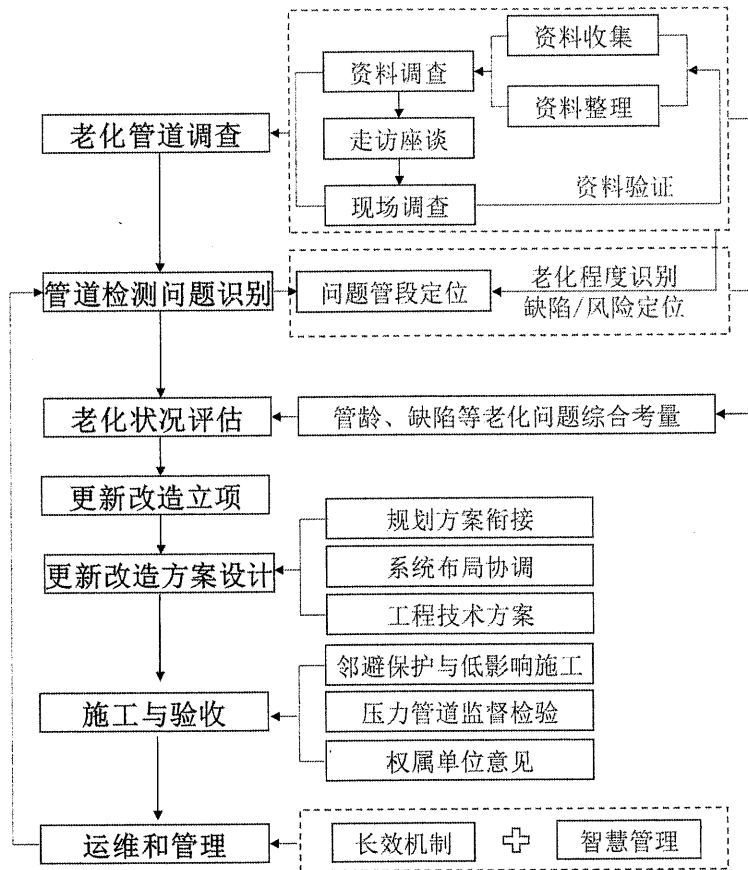 资料收集
资料调查
资料整理
老化管道调查
走访座谈
资料验证
现场调查
管道检测问题识别
问题管段定位
老化程度识别
缺陷/风险定位
老化状况评估
管龄、缺陷等老化问题综合考量
更新改造立项
规划方案衔接
更新改造方案设计
系统布局协调
工程技术方案
邻避保护与低影响施工
施工与验收
压力管道监督检验
权属单位意见
运维和管理
长效机制
智慧管理